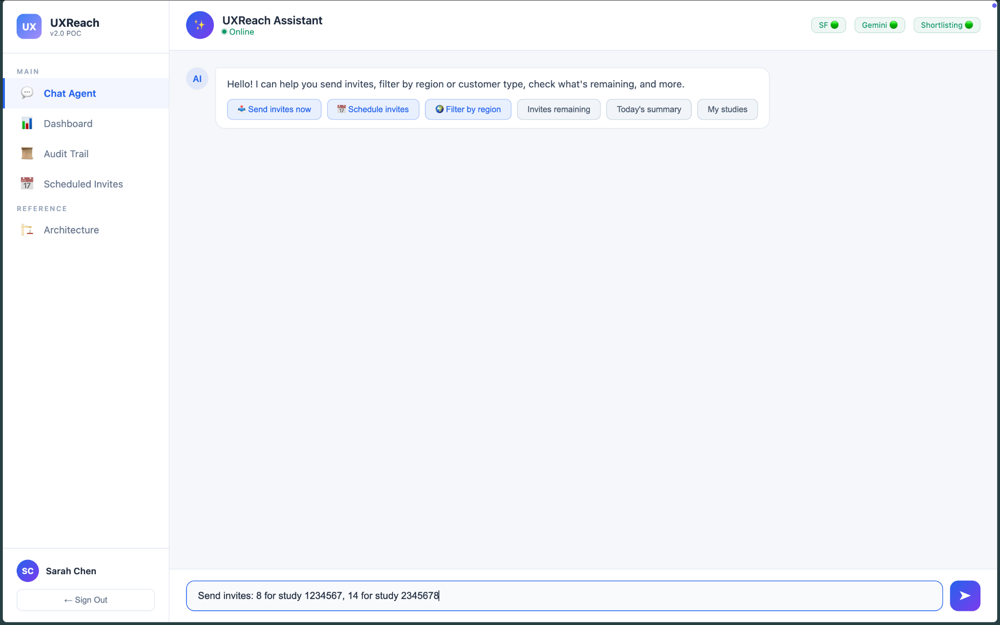 UX
UXReach
v2.0 POC
MAIN
Chat Agent
Dashboard
Audit Trail
17
Scheduled Invites
REFERENCE
Architecture
SC
Sarah Chen
← Sign Out
UXReach Assistant
Online
SF
Gemini
Shortlisting
AI
Hello! I can help you send invites, filter by region or customer type, check what's remaining, and more.
Send invites now
17 Schedule invites
Filter by region
Invites remaining
Today's summary
My studies
Send invites: 8 for study 1234567, 14 for study 2345678